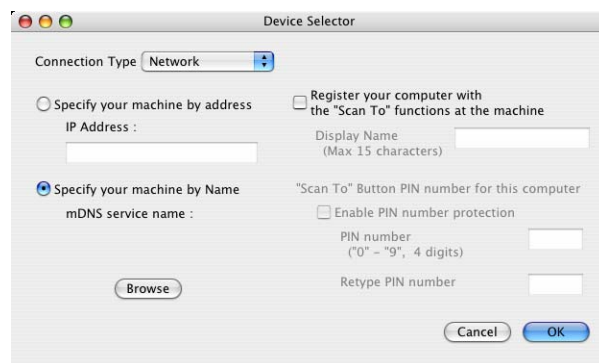 Device Selector
Connection Type Network
Specify your machine by address
IP Address :
Specify your machine by Name
mDNS service name :
Browse
Register your computer with
the "Scan To" functions at the machine
Display Name
(Max 15 characters)
"Scan To" Button PIN number for this computer
Enable PIN number protection
PIN number
("0" - "9", 4 digits)
Retype PIN number
Cancel OK